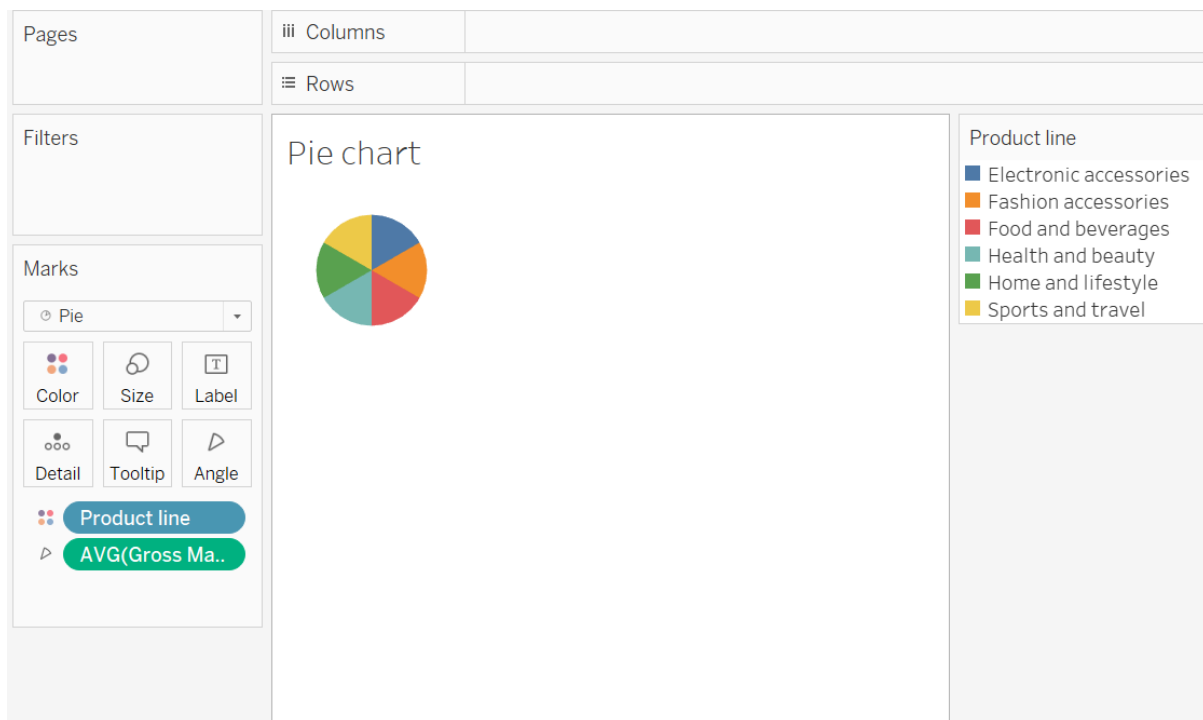 Pages
iii Columns
Rows
Filters
Pie chart
Product line
Electronic accessories
Fashion accessories
Food and beverages
Health and beauty
Home and lifestyle
Sports and travel
Marks
Pie
Color
Size
T
Label
Detail
Tooltip
Angle
Product line
AVG(Gross Ma..